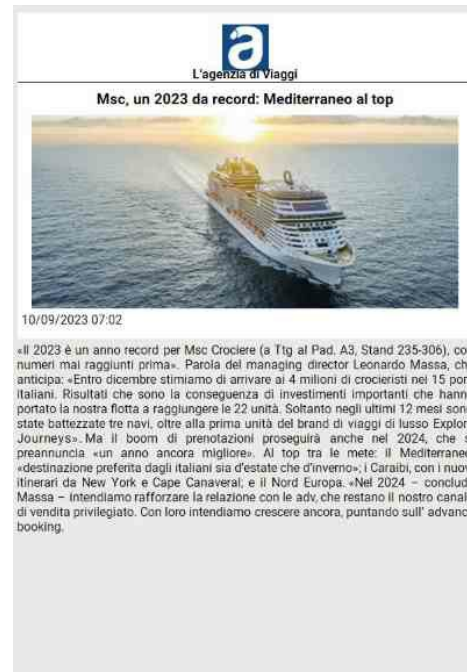 a
L'agenzia di Viaggi
Msc, un 2023 da record: Mediterraneo al top
10/09/2023 07:02
«Il 2023 è un anno record per Msc Crociere (a Ttg al Pad. A3, Stand 235-306), co
numeri mai raggiunti prima». Parola del managing director Leonardo Massa, ch
anticipa: «Entro dicembre stimiamo di arrivare ai 4 milioni di crocieristi nei 15 por
italiani. Risultati che sono la conseguenza di investimenti importanti che hann
portato la nostra flotta a raggiungere le 22 unità. Soltanto negli ultimi 12 mesi son
state battezzate tre navi, oltre alla prima unità del brand di viaggi di lusso Explor
Journeys». Ma il boom di prenotazioni proseguirà anche nel 2024, che s
preannuncia «un anno ancora migliore». Al top tra le mete: il Mediterraneo
«destinazione preferita dagli italiani sia d'estate che d'inverno»; i Caraibi, con i nuov
itinerari da New York e Cape Canaveral; e il Nord Europa. «Nel 2024 – conclud
Massa – intendiamo rafforzare la relazione con le adv, che restano il nostro canal
di vendita privilegiato. Con loro intendiamo crescere ancora, puntando sull' advanc
booking.